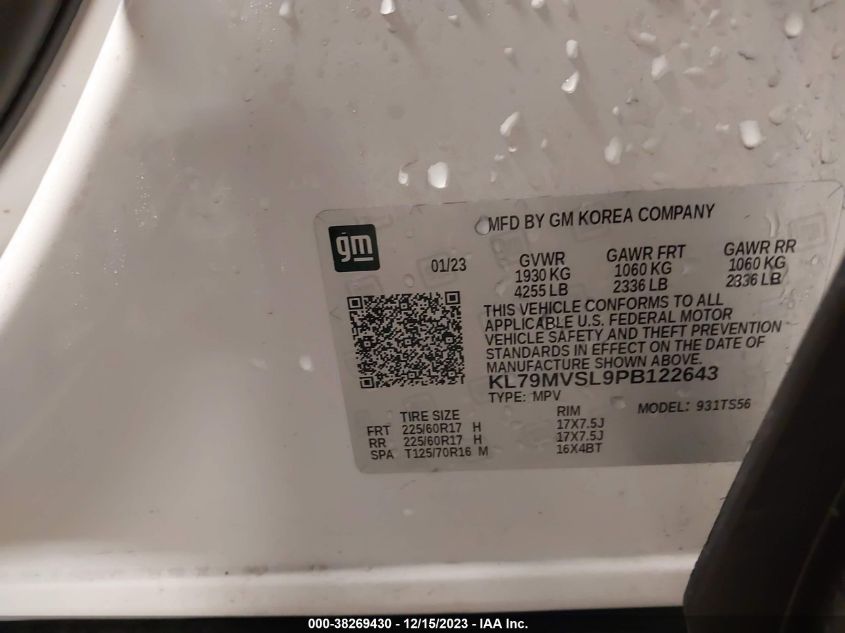 gm
MFD BY GM KOREA COMPANY
01/23
GVWR GAWR FRT GAWR RR
1930 KG 1060 KG 1060 KG
4255 LB 2336 LB 2336 LB
THIS VEHICLE CONFORMS TO ALL
APPLICABLE U.S. FEDERAL MOTOR
VEHICLE SAFETY AND THEFT PREVENTION
STANDARDS IN EFFECT ON THE DATE OF
MANUFACTURE SHOWN ABOVE.
KL79MVSL9PB122643
TYPE: MPV MODEL: 931TS56
TIRE SIZE RIM
FRT 225/60R17 H 17X7.5J
RR 225/60R17 H 17X7.5J
SPA T125/70R16 M 16X4BT
000-38269430 - 12/15/2023 - IAA Inc.